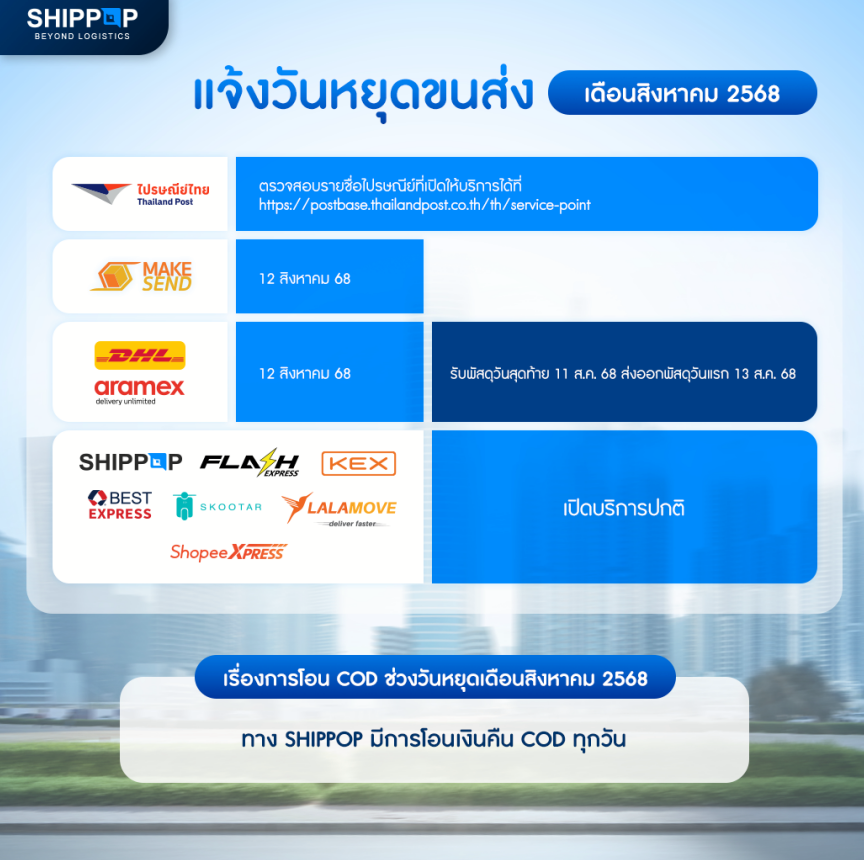 SHIPPOP
BEYOND LOGISTICS
แจ้งวันหยุดขนส่ง
เดือนสิงหาคม 2568
ไปรษณีย์ไทย
Thailand Post
ตรวจสอบรายชื่อไปรษณีย์ที่เปิดให้บริการได้ที่
https://postbase.thailandpost.co.th/th/service-point
MAKE
SEND
12 สิงหาคม 68
DHL
aramex
delivery unlimited
12 สิงหาคม 68
รับพัสดุวันสุดท้าย 11 ส.ค. 68 ส่งออกพัสดุวันแรก 13 ส.ค. 68
SHIPPOP
FLASH
EXPRESS
KEX
BEST
EXPRESS
SKOOTAR
LALAMOVE
deliver faster...
Shopee XPRESS
เปิดบริการปกติ
เรื่องการโอน COD ช่วงวันหยุดเดือนสิงหาคม 2568
ทาง SHIPPOP มีการโอนเงินคืน COD ทุกวัน